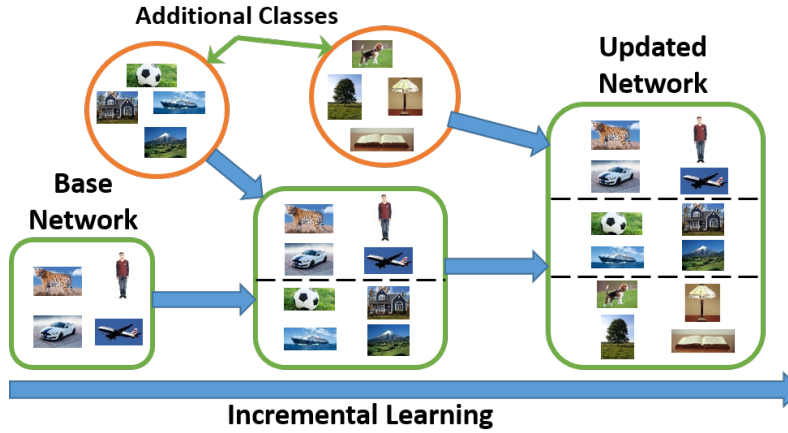 Additional Classes
Updated
Network
Base
Network
Incremental Learning